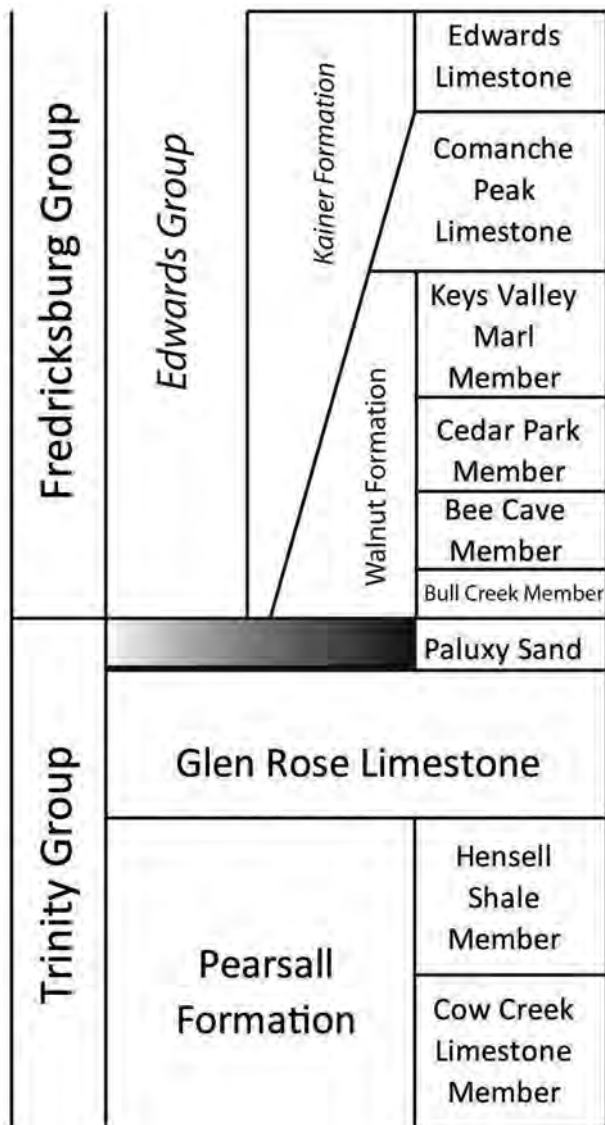 Fredricksburg Group
Edwards Group
Kainer Formation
Edwards
Limestone
Comanche
Peak
Limestone
Walnut Formation
Keys Valley
Marl
Member
Cedar Park
Member
Bee Cave
Member
Bull Creek Member
Trinity Group
Paluxy Sand
Glen Rose Limestone
Pearsall
Formation
Hensell
Shale
Member
Cow Creek
Limestone
Member